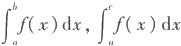 ∫_a^b f(x) dx, ∫_a^c f(x) dx